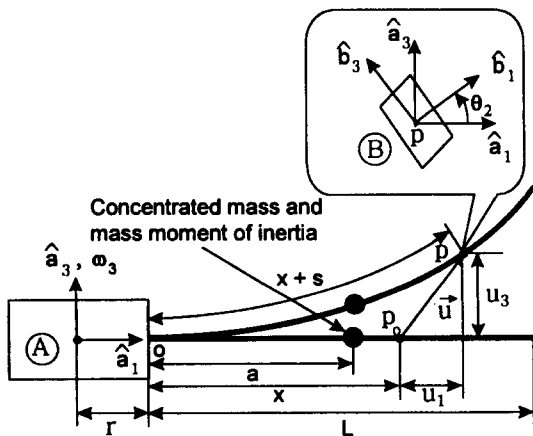 â₃
b̂₃
b̂₁
θ₂
p
â₁
B
Concentrated mass and
mass moment of inertia
p
x + s
â₃ , ω₃
u⃗
u₃
p₀
A
â₁
o
a
x
u₁
r
L